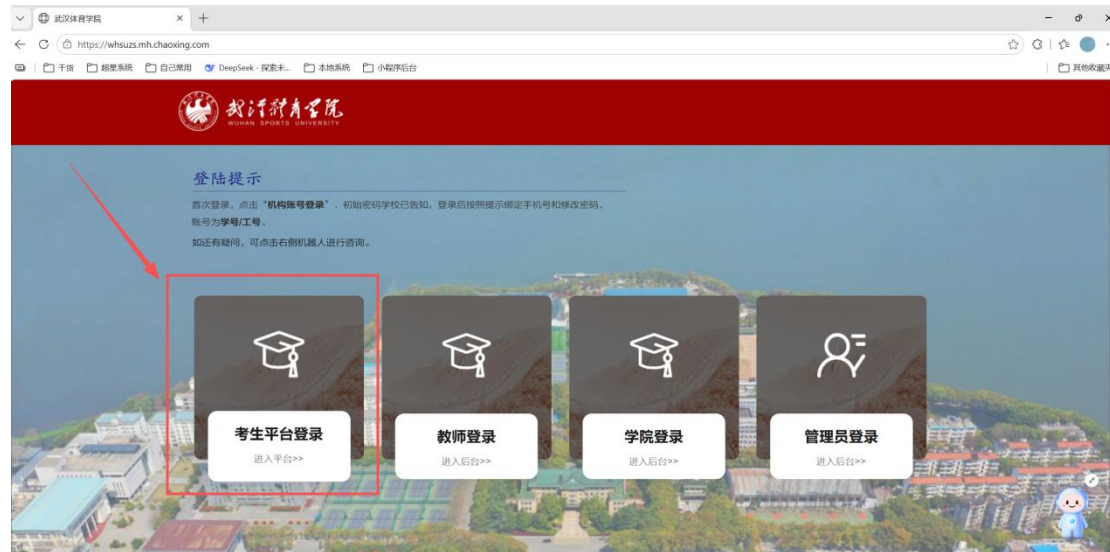 武汉体育学院
https://whsuzs.mh.chaoxing.com
干货 超星系统 自己常用 DeepSeek - 探索未... 本地系统 小程序后台 其他收藏夹
武汉体育学院
WUHAN SPORTS UNIVERSITY
登陆提示
首次登录，点击“机构账号登录”，初始密码学校已告知，登录后按照提示绑定手机号和修改密码，
账号为学号/工号。
如还有疑问，可点击右侧机器人进行咨询。
考生平台登录 教师登录 学院登录 管理员登录
进入平台>> 进入后台>> 进入后台>> 进入后台>>